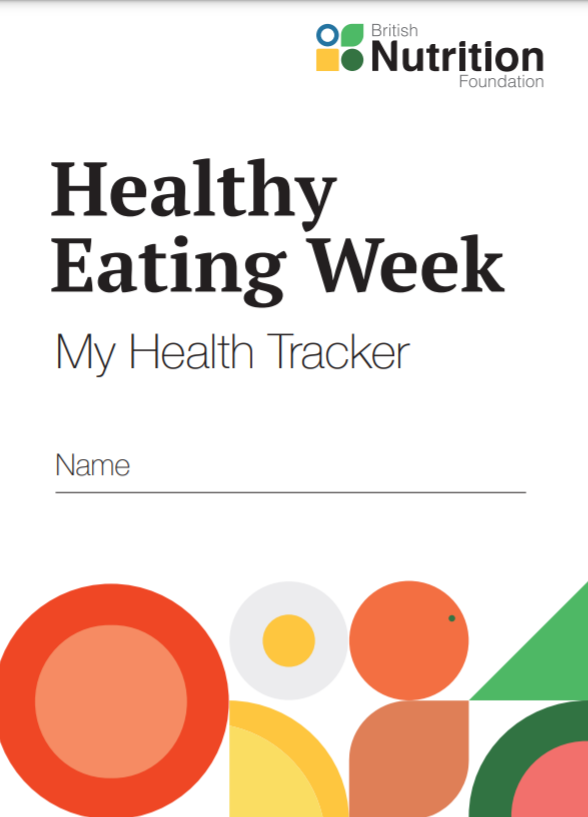 British
Nutrition
Foundation
Healthy
Eating Week
My Health Tracker
Name